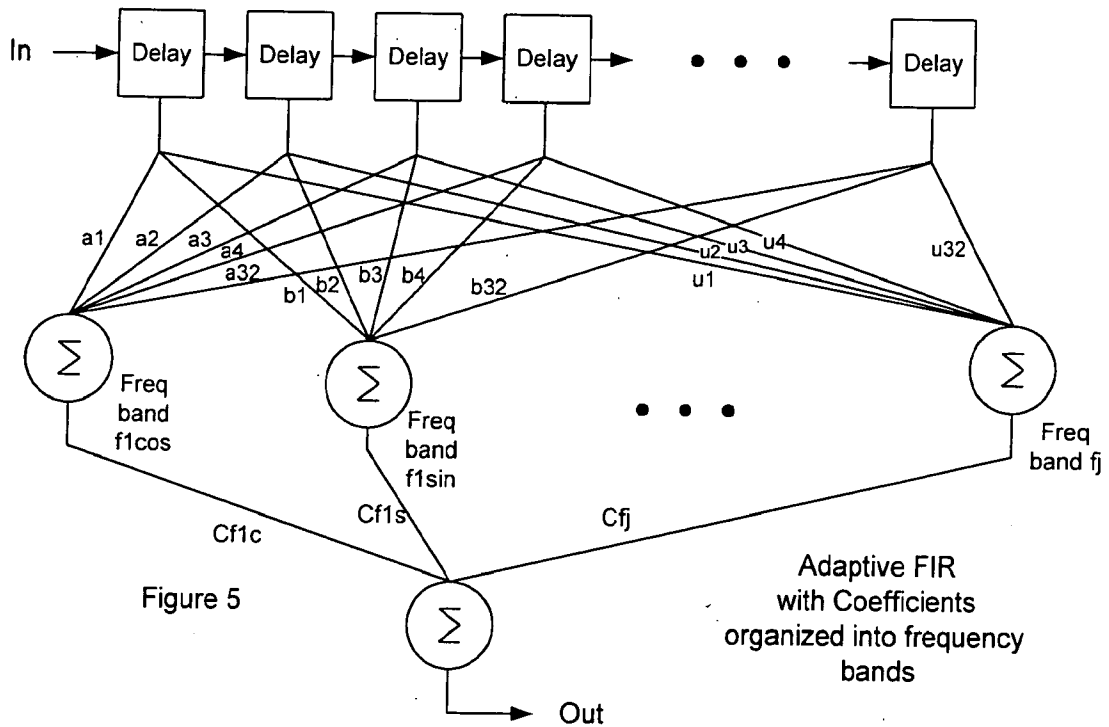 In
Delay
Delay
Delay
Delay
Delay
a1
a2
a3
a4
a32
b1
b2
b3
b4
b32
u1
u2
u3
u4
u32
Σ
Freq
band
f1cos
Σ
Freq
band
f1sin
Σ
Freq
band fj
Cf1c
Cf1s
Cfj
Figure 5
Σ
Out
Adaptive FIR
with Coefficients
organized into frequency
bands